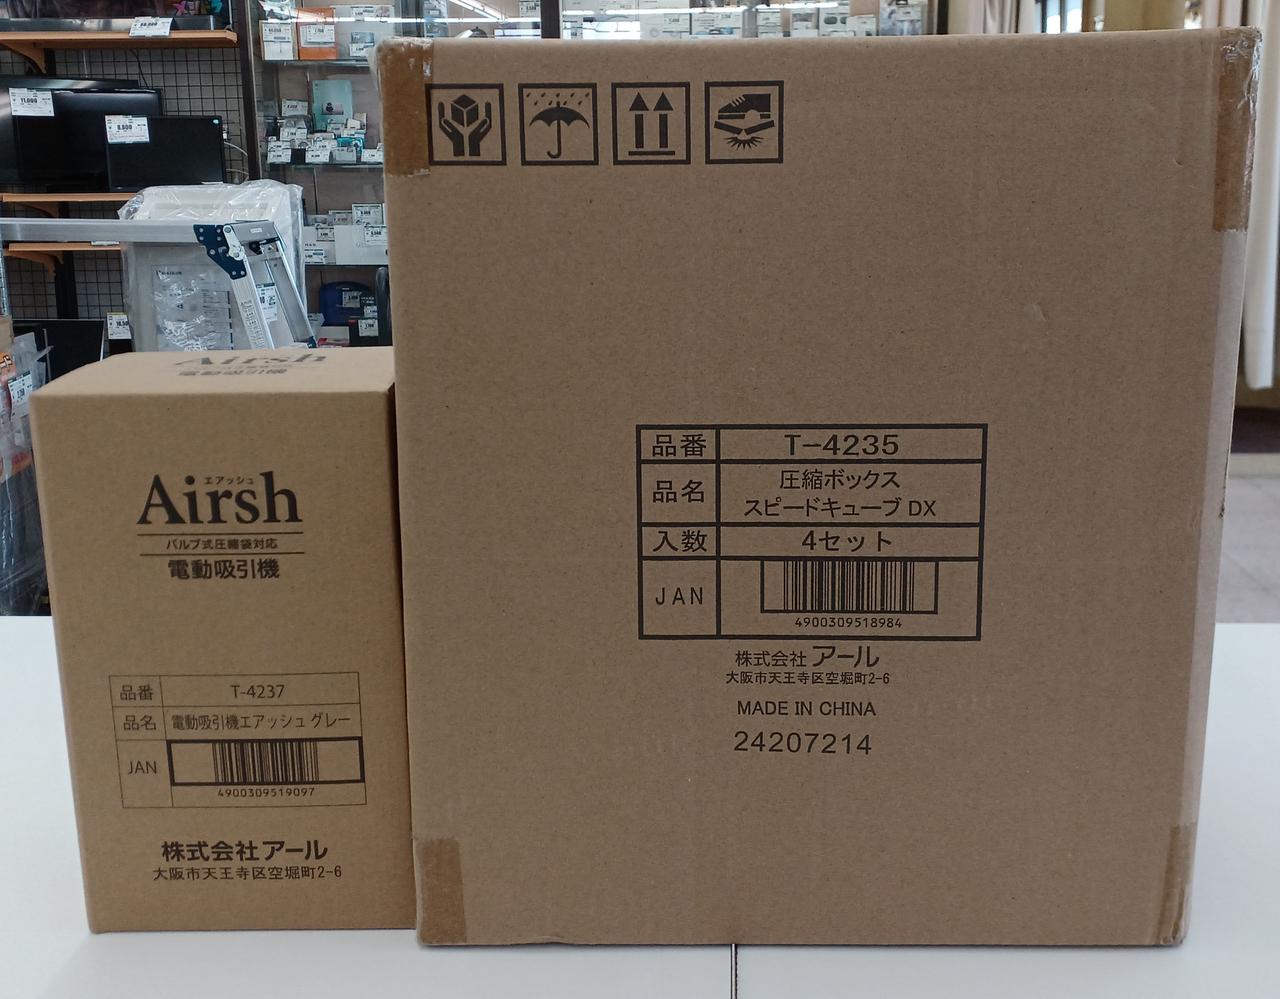 Airsh
エアッシュ
Airsh
バルブ式圧縮袋対応
電動吸引機
品番 T-4237
品名 電動吸引機エアッシュ グレー
JAN
4900309519097
株式会社アール
大阪市天王寺区空堀町2-6
品番 T-4235
品名 圧縮ボックス
スピードキューブ DX
入数 4セット
JAN
4900309518984
株式会社 アール
大阪市天王寺区空堀町2-6
MADE IN CHINA
24207214